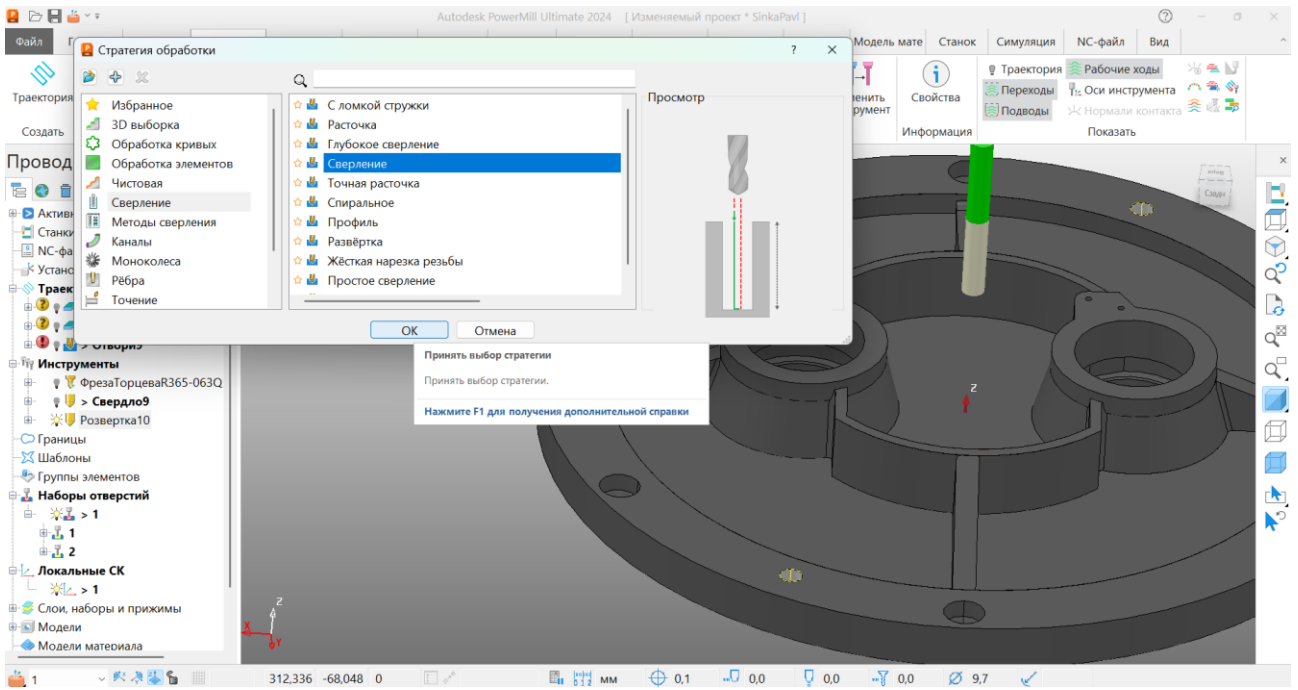 Autodesk PowerMill Ultimate 2024 [ Изменяемый проект * SinkaPavl ]
Файл
Модель мате Станок Симуляция NC-файл Вид
Стратегия обработки ? ×
Избранное
3D выборка
Обработка кривых
Обработка элементов
Чистовая
Сверление
Методы сверления
Каналы
Моноколеса
Рёбра
Точение
С ломкой стружки
Расточка
Глубокое сверление
Сверление
Точная расточка
Спиральное
Профиль
Развёртка
Жёсткая нарезка резьбы
Простое сверление
Просмотр
OK Отмена
Принять выбор стратегии
Принять выбор стратегии.
Нажмите F1 для получения дополнительной справки
Траектория
Создать
Свойства
Информация
Траектория Рабочие ходы
Переходы Оси инструмента
Подводы Нормали контакта
Показать
Провод
Актив
Станки
NC-фа
Устано
Траек
> Отвори9
Инструменты
ФрезаТорцеваR365-063Q
> Свердло9
Розвертка10
Границы
Шаблоны
Группы элементов
Наборы отверстий
> 1
1
2
Локальные СК
> 1
Слои, наборы и прижимы
Модели
Модели материала
Сзади
Z
Z
X
Y
1 312,336 -68,048 0 мм 0,1 0,0 0,0 0,0 9,7